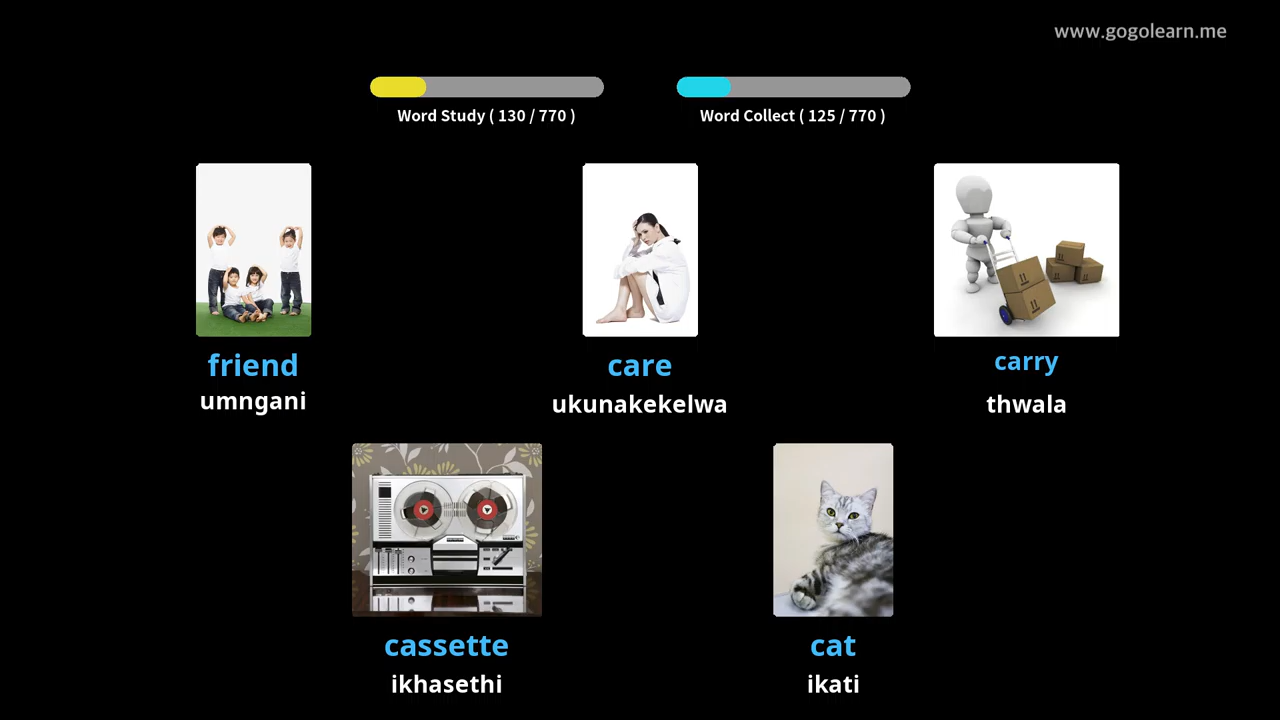 www.gogolearn.me
Word Study ( 130 / 770 )
Word Collect ( 125 / 770 )
friend
umngani
care
ukunakekelwa
carry
thwala
cassette
ikhasethi
cat
ikati